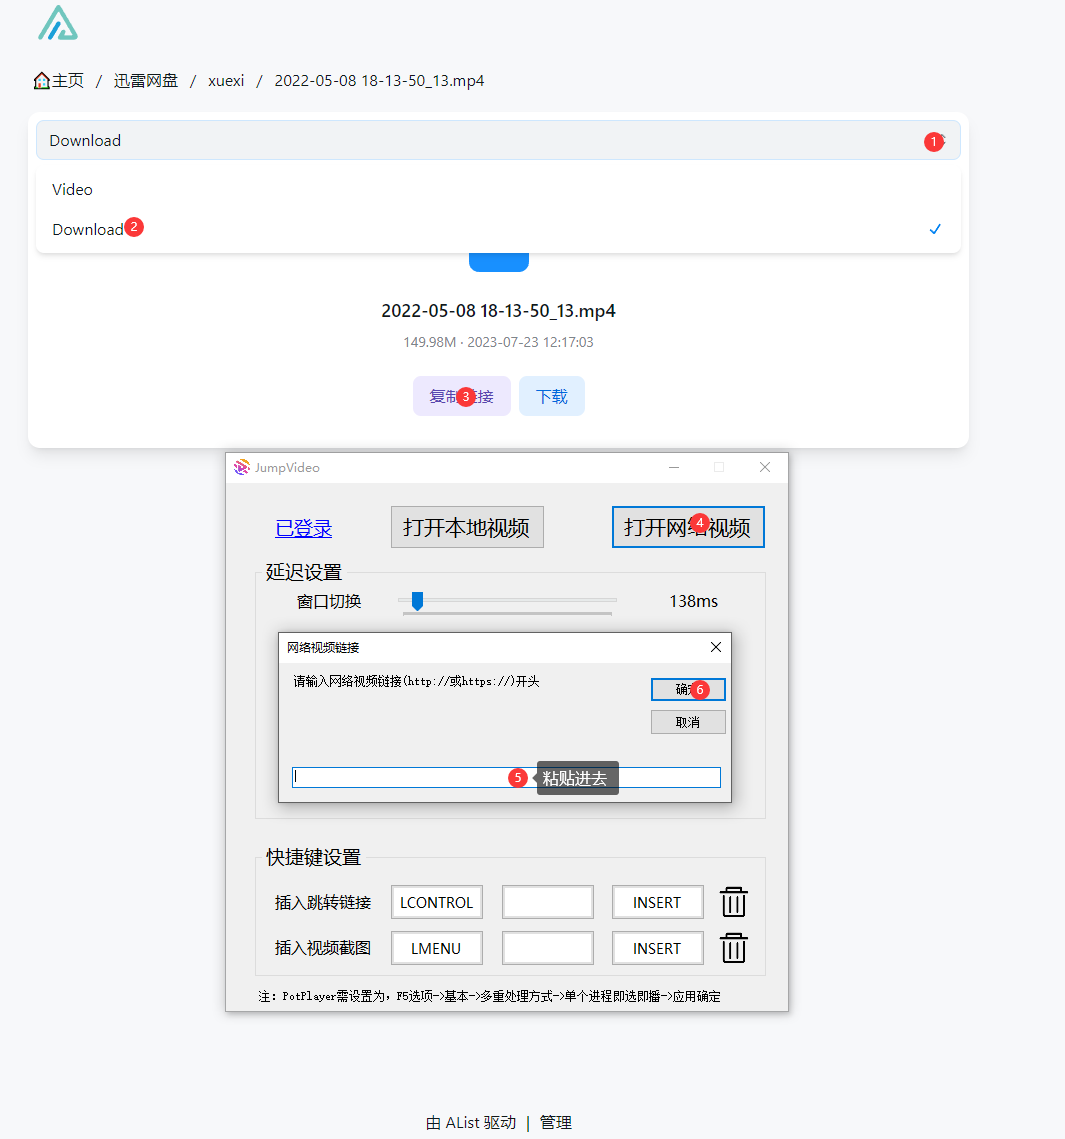 主页 / 迅雷网盘 / xuexi / 2022-05-08 18-13-50_13.mp4
Download 1
Video
Download 2
2022-05-08 18-13-50_13.mp4
149.98M · 2023-07-23 12:17:03
复制 3 接 下载
JumpVideo
已登录 打开本地视频 打开网络 4 视频
延迟设置
窗口切换 138ms
网络视频链接
请输入网络视频链接(http://或https://)开头
确定 6
取消
5 粘贴进去
快捷键设置
插入跳转链接 LCONTROL INSERT
插入视频截图 LMENU INSERT
注：PotPlayer需设置为，F5选项->基本->多重处理方式->单个进程即选即播->应用确定
由 AList 驱动 | 管理